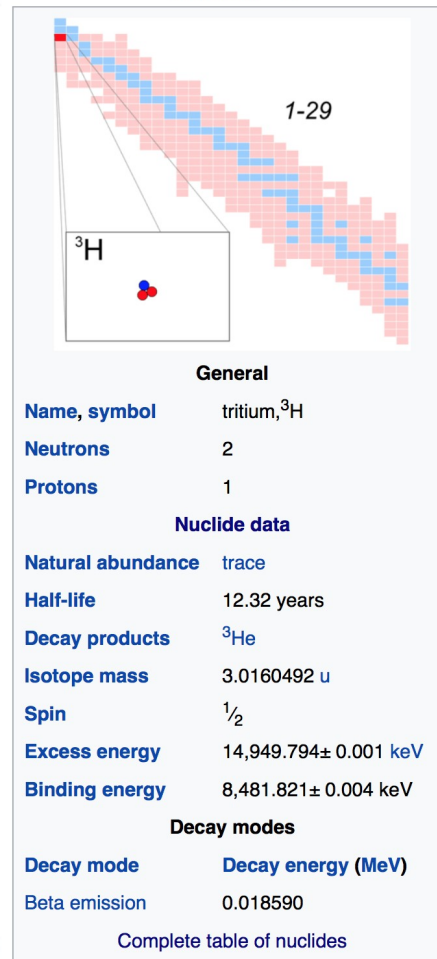 1-29
³H
General
Name, symbol tritium,³H
Neutrons 2
Protons 1
Nuclide data
Natural abundance trace
Half-life 12.32 years
Decay products ³He
Isotope mass 3.0160492 u
Spin ¹⁄₂
Excess energy 14,949.794± 0.001 keV
Binding energy 8,481.821± 0.004 keV
Decay modes
Decay mode Decay energy (MeV)
Beta emission 0.018590
Complete table of nuclides